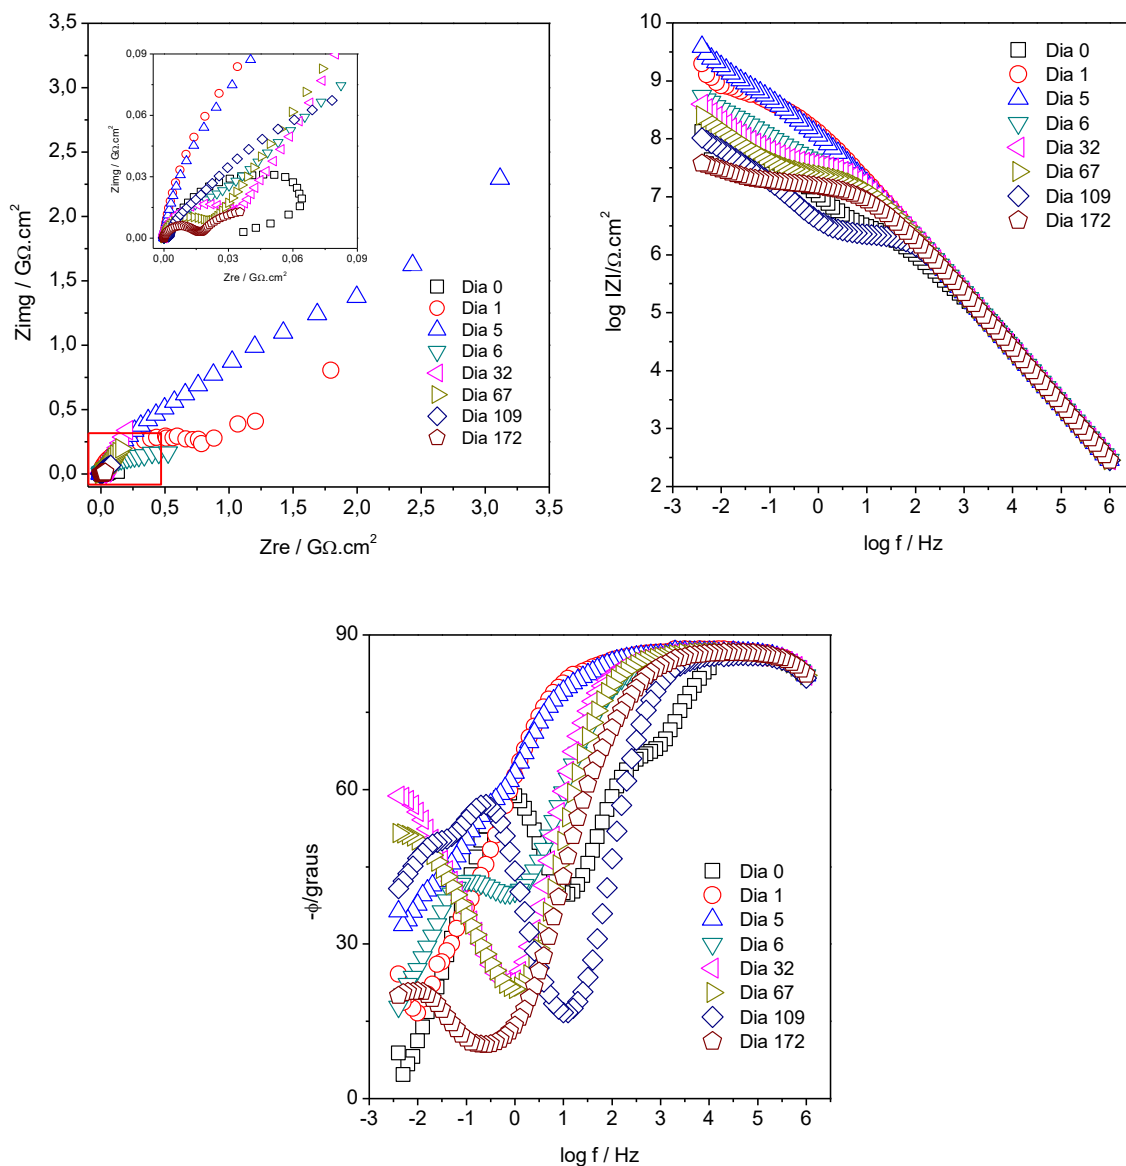 3,5
3,0
2,5
2,0
1,5
1,0
0,5
0,0
Zimg / GΩ.cm²
0,0 0,5 1,0 1,5 2,0 2,5 3,0 3,5
Zre / GΩ.cm²
0,09
0,06
0,03
0,00
Zimg / GΩ.cm²
0,00 0,03 0,06 0,09
Zre / GΩ.cm²
Dia 0
Dia 1
Dia 5
Dia 6
Dia 32
Dia 67
Dia 109
Dia 172
10
9
8
7
6
5
4
3
2
log |Z|/Ω.cm²
-3 -2 -1 0 1 2 3 4 5 6
log f / Hz
Dia 0
Dia 1
Dia 5
Dia 6
Dia 32
Dia 67
Dia 109
Dia 172
90
60
30
0
-ϕ/graus
-3 -2 -1 0 1 2 3 4 5 6
log f / Hz
Dia 0
Dia 1
Dia 5
Dia 6
Dia 32
Dia 67
Dia 109
Dia 172